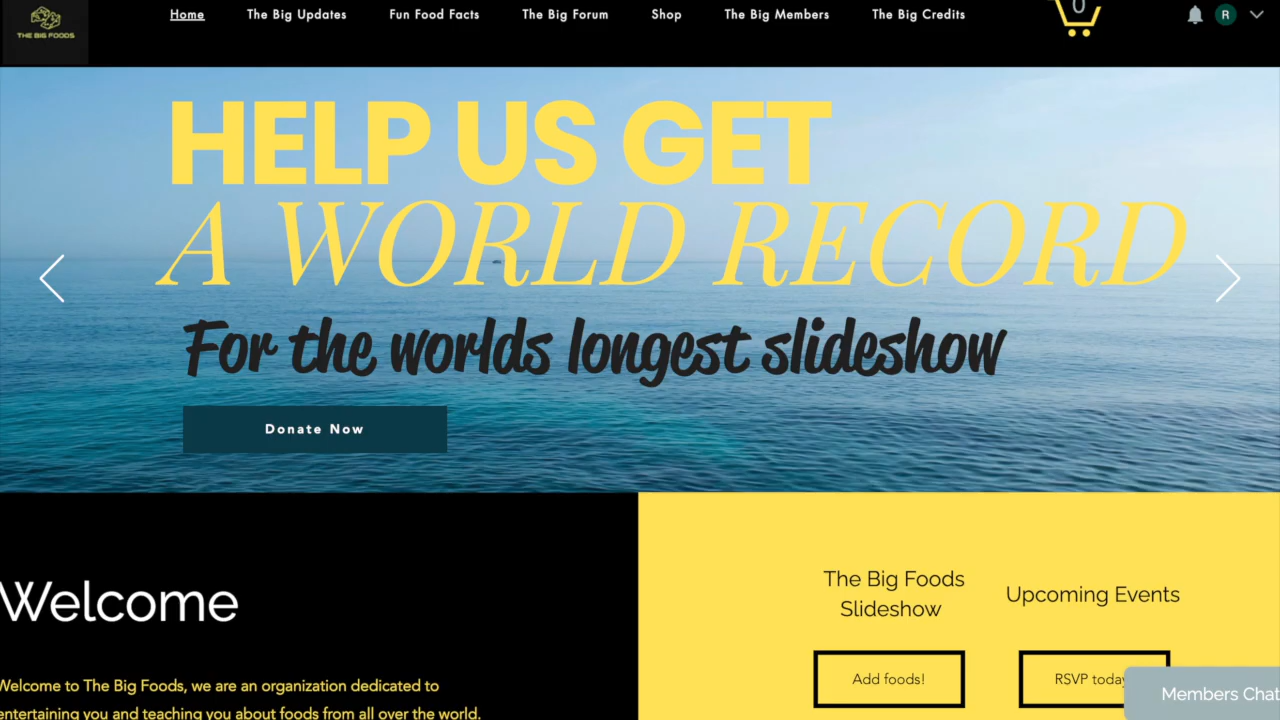 THE BIG FOODS
Home The Big Updates Fun Food Facts The Big Forum Shop The Big Members The Big Credits
0
R
HELP US GET
A WORLD RECORD
For the worlds longest slideshow
Donate Now
Welcome
Welcome to The Big Foods, we are an organization dedicated to
entertaining you and teaching you about foods from all over the world.
The Big Foods
Slideshow
Add foods!
Upcoming Events
RSVP today
Members Chat